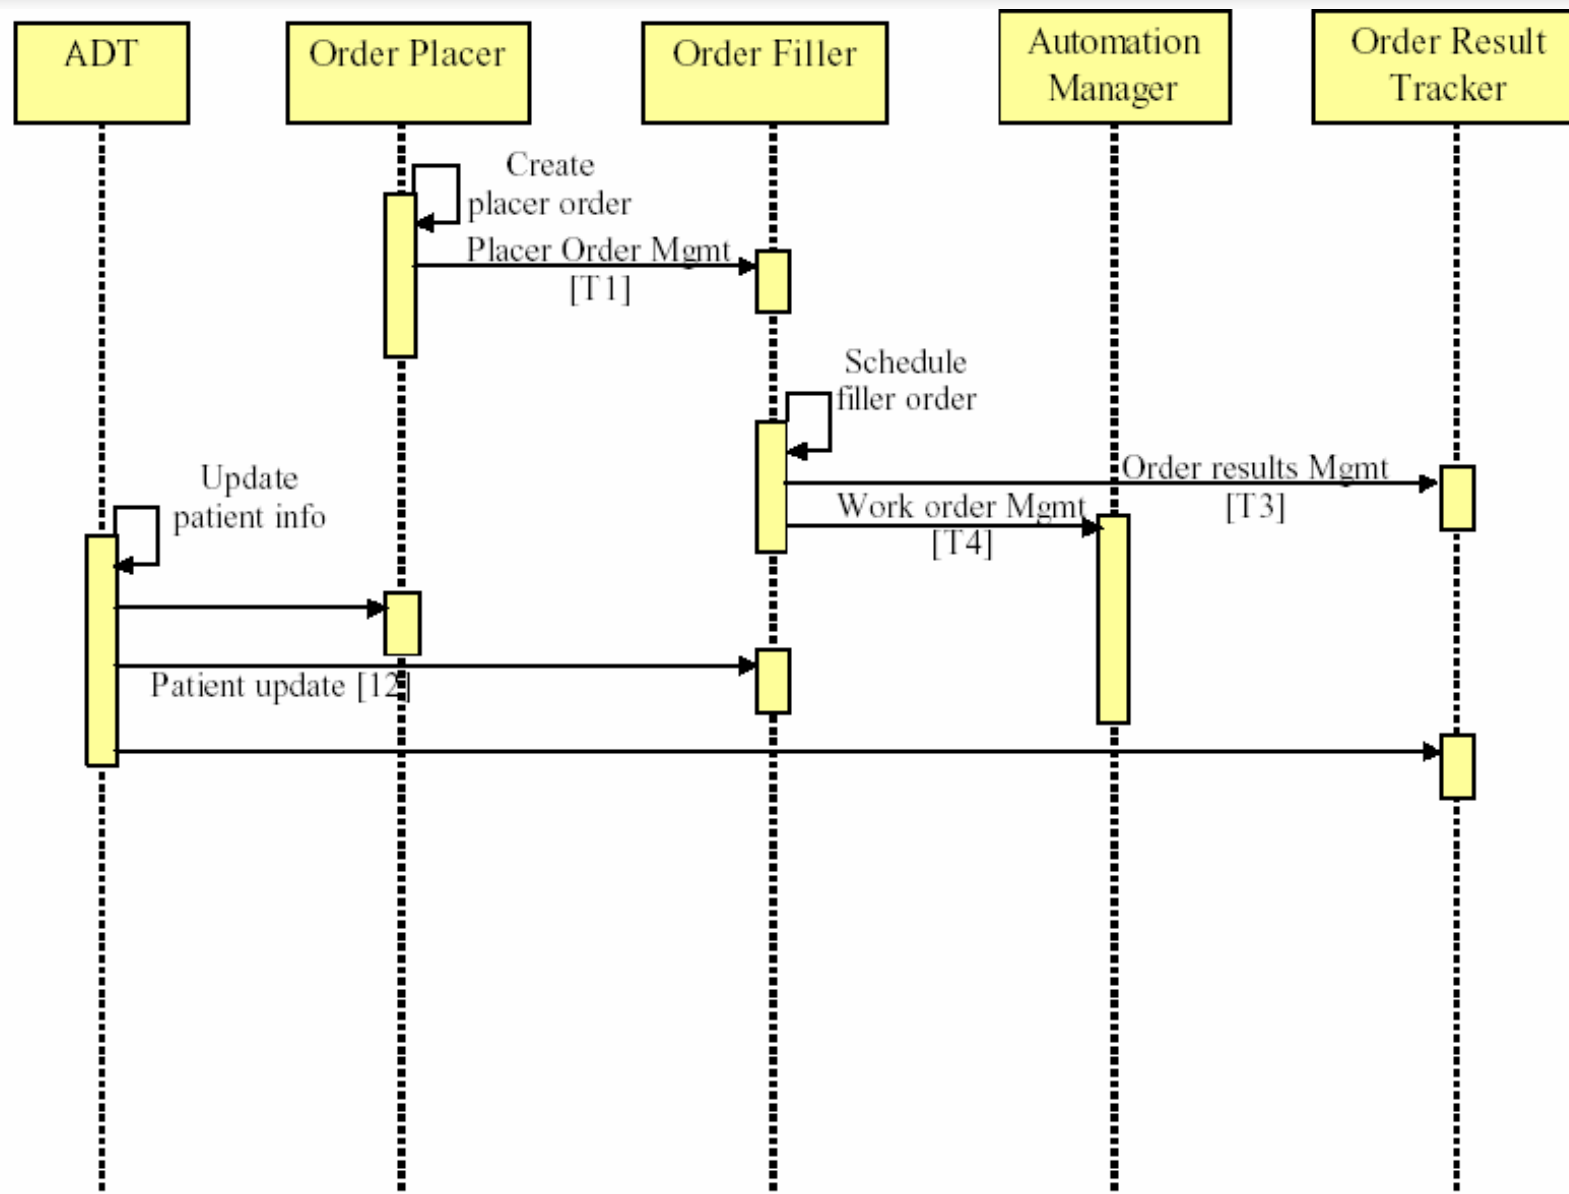 ADT
Order Placer
Order Filler
Automation
Manager
Order Result
Tracker
Create
placer order
Placer Order Mgmt
[T1]
Schedule
filler order
Order results Mgmt
[T3]
Work order Mgmt
[T4]
Update
patient info
Patient update [12]